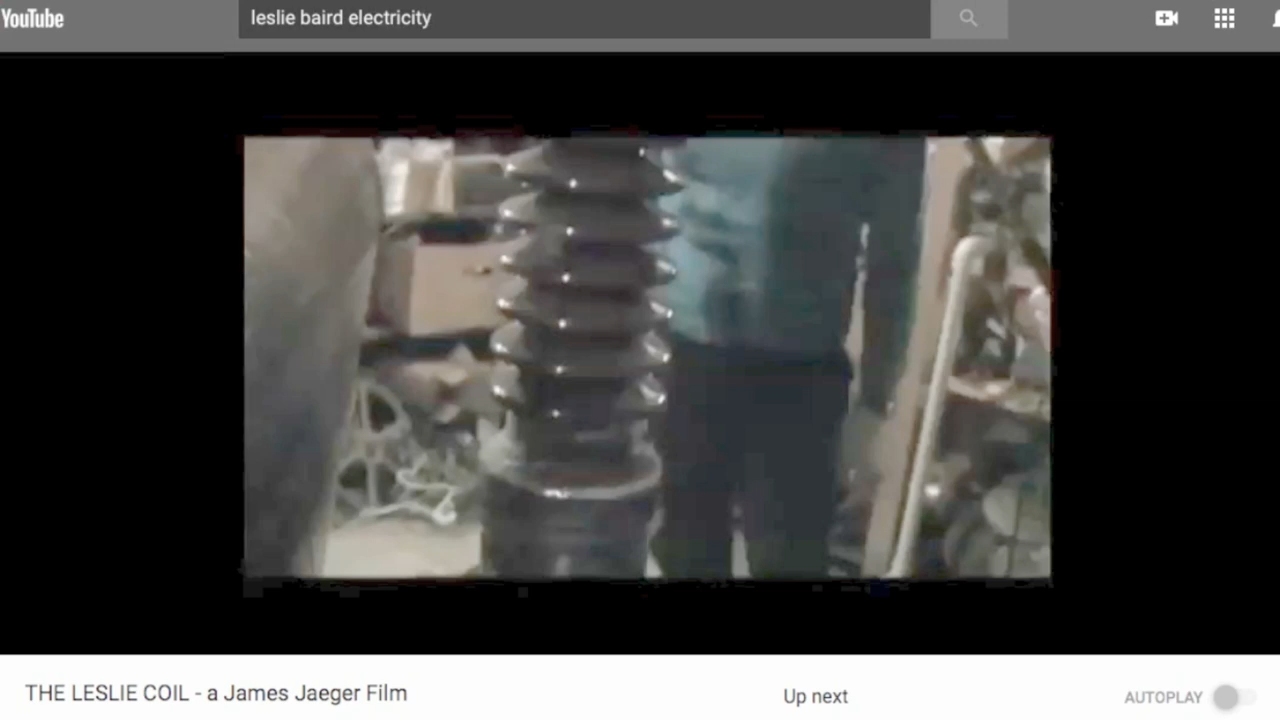 YouTube
leslie baird electricity
THE LESLIE COIL - a James Jaeger Film
Up next
AUTOPLAY